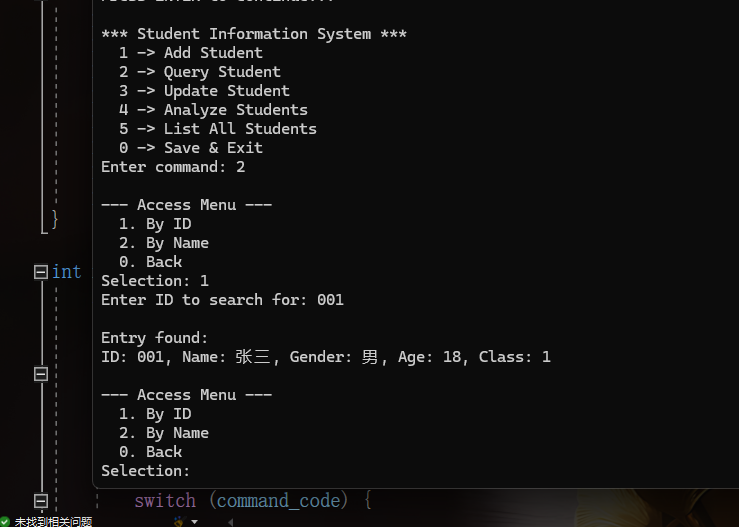 *** Student Information System ***
1 -> Add Student
2 -> Query Student
3 -> Update Student
4 -> Analyze Students
5 -> List All Students
0 -> Save & Exit
Enter command: 2
--- Access Menu ---
1. By ID
2. By Name
0. Back
Selection: 1
}
int
Enter ID to search for: 001
Entry found:
ID: 001, Name: 张三, Gender: 男, Age: 18, Class: 1
--- Access Menu ---
1. By ID
2. By Name
0. Back
Selection:
switch (command_code) {
未找到相关问题